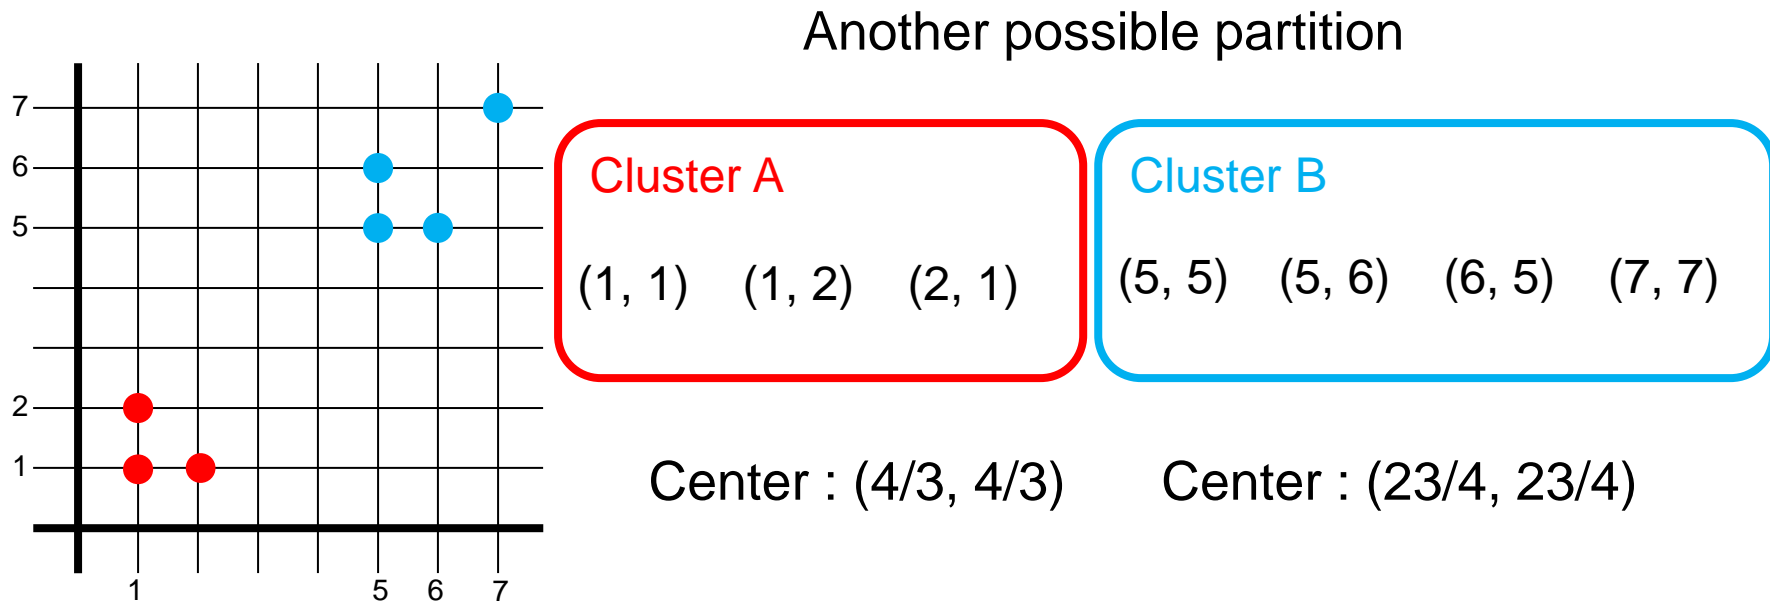 Another possible partition
7
6
5
2
1
1 5 6 7
Cluster A
(1, 1) (1, 2) (2, 1)
Cluster B
(5, 5) (5, 6) (6, 5) (7, 7)
Center : (4/3, 4/3)
Center : (23/4, 23/4)